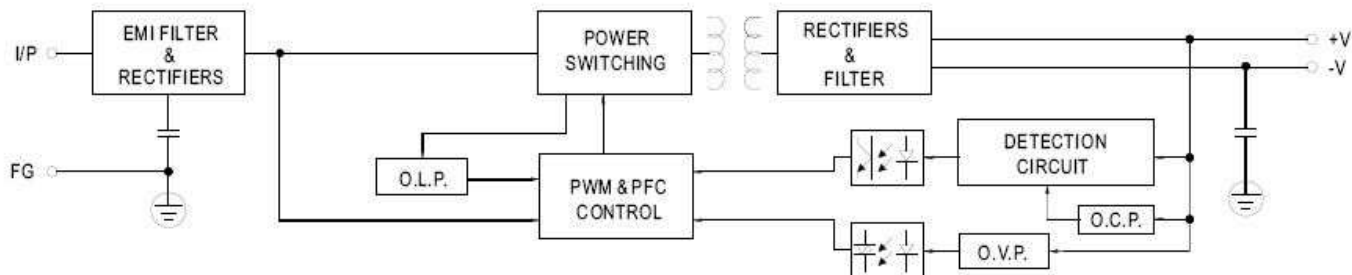 I/P
EMI FILTER
&
RECTIFIERS
POWER
SWITCHING
RECTIFIERS
&
FILTER
+V
-V
FG
O.L.P.
PWM & PFC
CONTROL
DETECTION
CIRCUIT
O.C.P.
O.V.P.